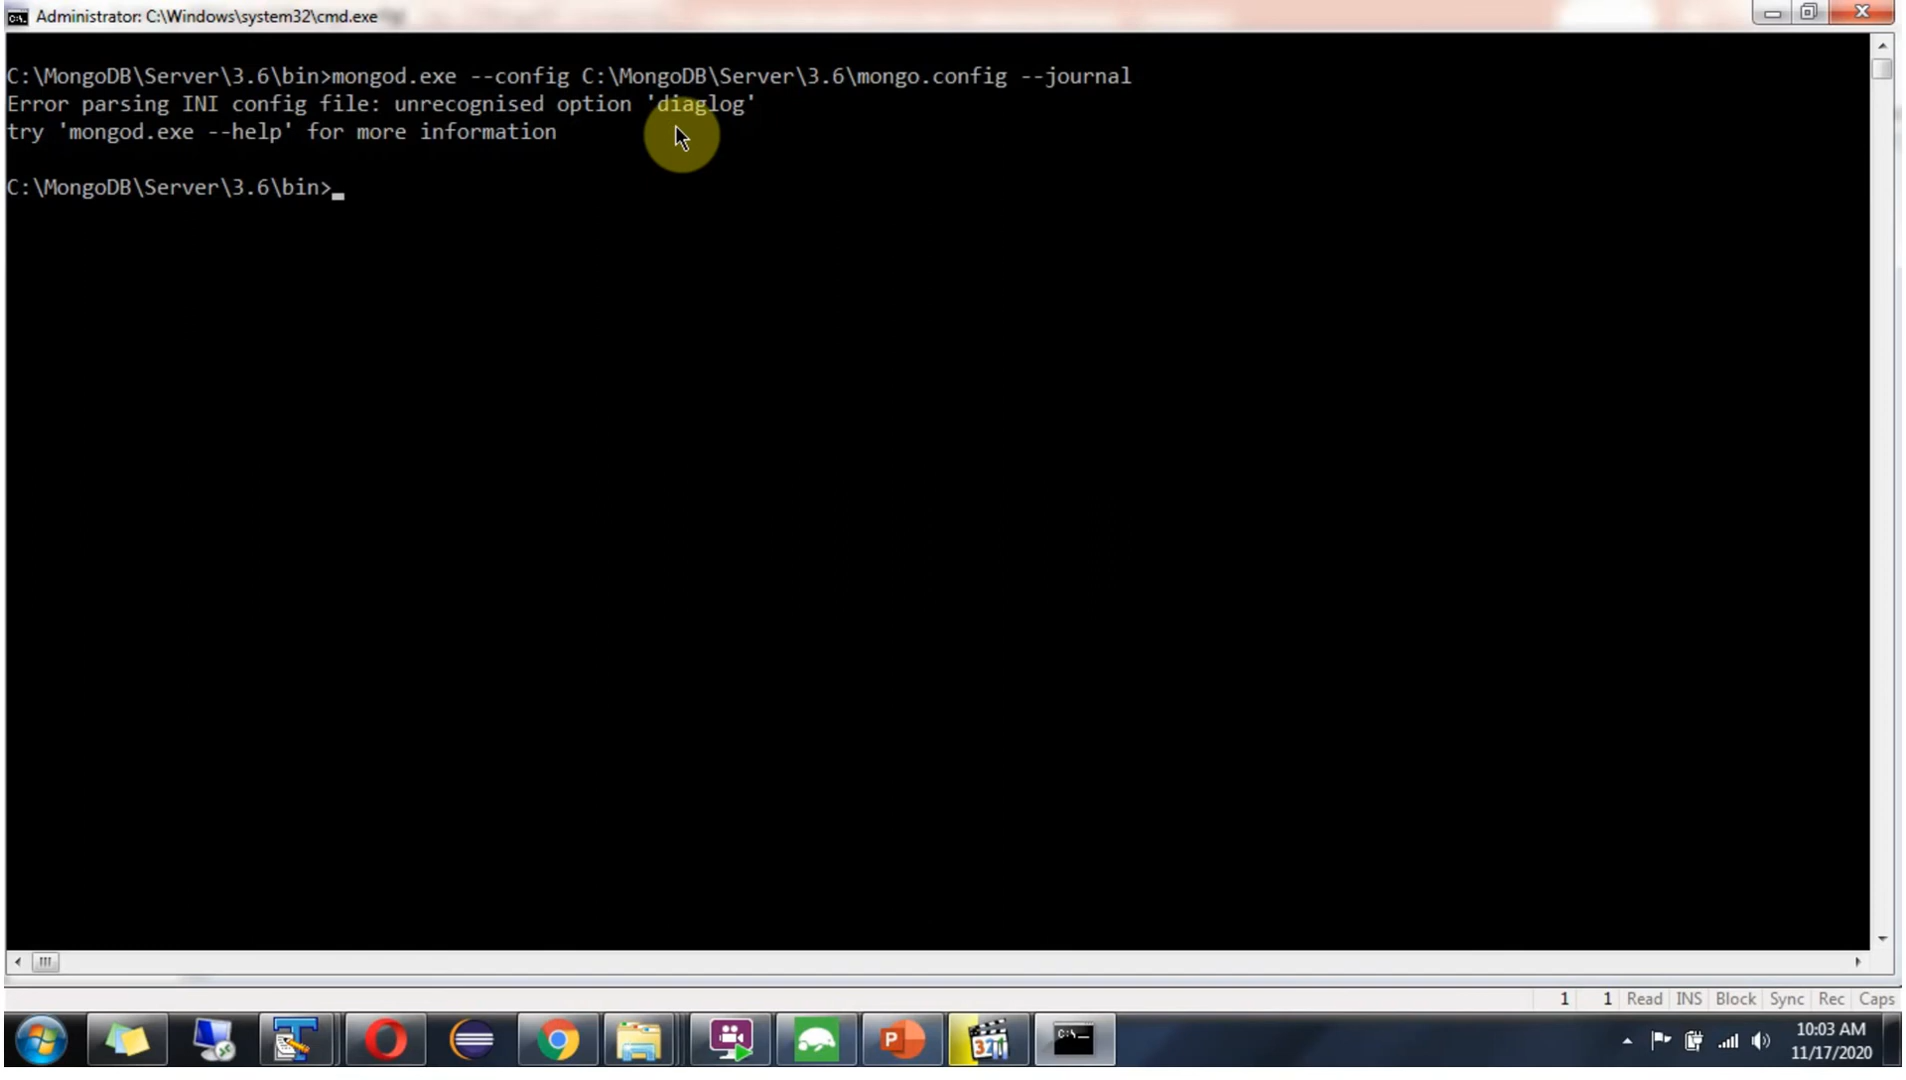 Administrator: C:\Windows\system32\cmd.exe
C:\MongoDB\Server\3.6\bin>mongod.exe --config C:\MongoDB\Server\3.6\mongo.config --journal
Error parsing INI config file: unrecognised option 'diaglog'
try 'mongod.exe --help' for more information
C:\MongoDB\Server\3.6\bin>
1 1 Read INS Block Sync Rec Caps
10:03 AM
11/17/2020